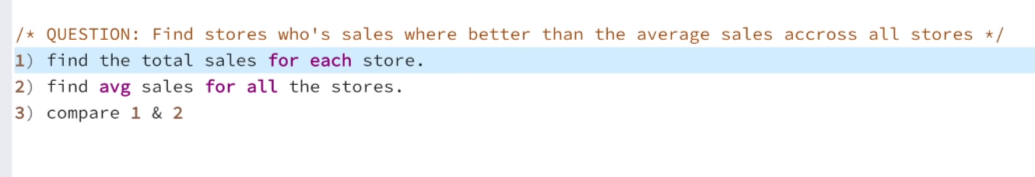 /* QUESTION: Find stores who's sales where better than the average sales accross all stores */
1) find the total sales for each store.
2) find avg sales for all the stores.
3) compare 1 & 2